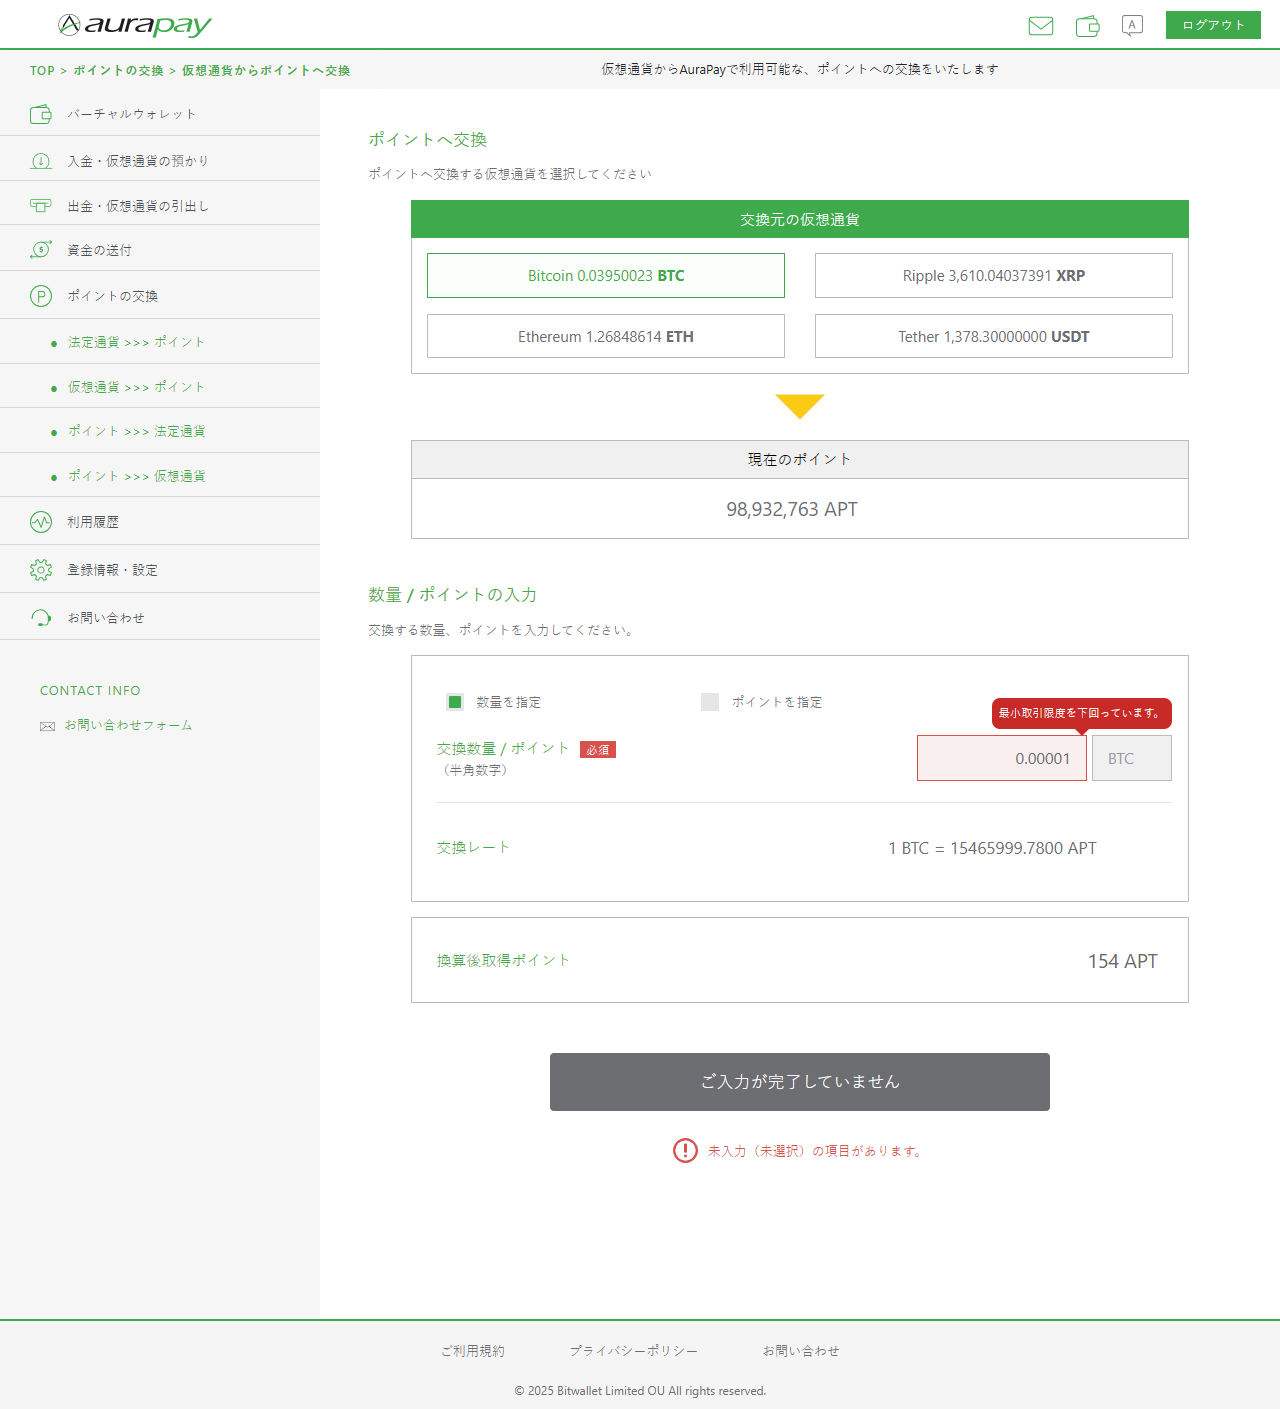 aurapay
A
ログアウト
TOP > ポイントの交換 > 仮想通貨からポイントへ交換
仮想通貨からAuraPayで利用可能な、ポイントへの交換をいたします
バーチャルウォレット
入金・仮想通貨の預かり
出金・仮想通貨の引出し
資金の送付
ポイントの交換
法定通貨 >>> ポイント
仮想通貨 >>> ポイント
ポイント >>> 法定通貨
ポイント >>> 仮想通貨
利用履歴
登録情報・設定
お問い合わせ
CONTACT INFO
お問い合わせフォーム
ポイントへ交換
ポイントへ交換する仮想通貨を選択してください
交換元の仮想通貨
Bitcoin 0.03950023 BTC
Ripple 3,610.04037391 XRP
Ethereum 1.26848614 ETH
Tether 1,378.30000000 USDT
現在のポイント
98,932,763 APT
数量 / ポイントの入力
交換する数量、ポイントを入力してください。
数量を指定
ポイントを指定
最小取引限度を下回っています。
交換数量 / ポイント 必須
（半角数字）
0.00001
BTC
交換レート
1 BTC = 15465999.7800 APT
換算後取得ポイント
154 APT
ご入力が完了していません
未入力（未選択）の項目があります。
ご利用規約
プライバシーポリシー
お問い合わせ
© 2025 Bitwallet Limited OU All rights reserved.